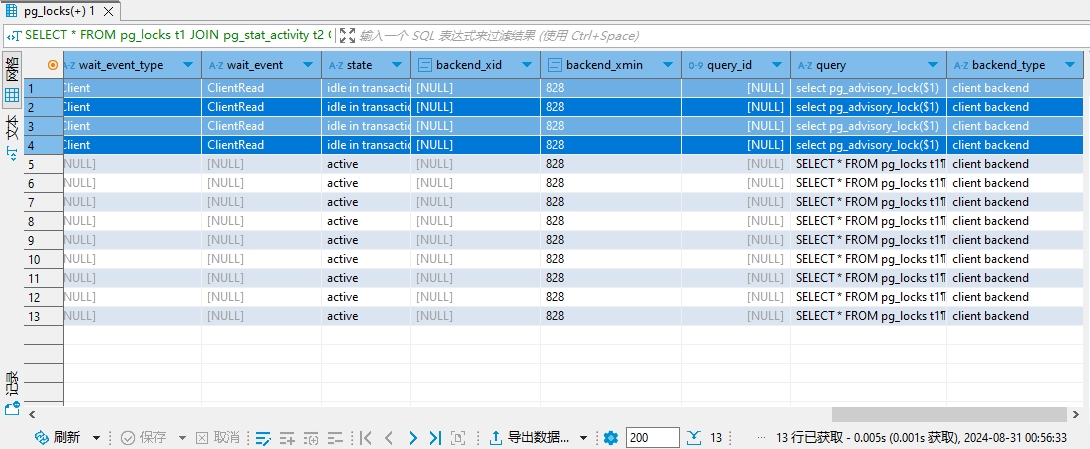 pg_locks(+) 1
SELECT * FROM pg_locks t1 JOIN pg_stat_activity t2 输入一个 SQL 表达式来过滤结果 (使用 Ctrl+Space)
网格
文本
记录
A-Z wait_event_type A-Z wait_event A-Z state backend_xid backend_xmin 0-9 query_id A-Z query A-Z backend_type
1 Client ClientRead idle in transactio [NULL] 828 [NULL] select pg_advisory_lock($1) client backend
2 Client ClientRead idle in transactio [NULL] 828 [NULL] select pg_advisory_lock($1) client backend
3 Client ClientRead idle in transactio [NULL] 828 [NULL] select pg_advisory_lock($1) client backend
4 Client ClientRead idle in transactio [NULL] 828 [NULL] select pg_advisory_lock($1) client backend
5 [NULL] [NULL] active [NULL] 828 [NULL] SELECT * FROM pg_locks t1¶ client backend
6 [NULL] [NULL] active [NULL] 828 [NULL] SELECT * FROM pg_locks t1¶ client backend
7 [NULL] [NULL] active [NULL] 828 [NULL] SELECT * FROM pg_locks t1¶ client backend
8 [NULL] [NULL] active [NULL] 828 [NULL] SELECT * FROM pg_locks t1¶ client backend
9 [NULL] [NULL] active [NULL] 828 [NULL] SELECT * FROM pg_locks t1¶ client backend
10 [NULL] [NULL] active [NULL] 828 [NULL] SELECT * FROM pg_locks t1¶ client backend
11 [NULL] [NULL] active [NULL] 828 [NULL] SELECT * FROM pg_locks t1¶ client backend
12 [NULL] [NULL] active [NULL] 828 [NULL] SELECT * FROM pg_locks t1¶ client backend
13 [NULL] [NULL] active [NULL] 828 [NULL] SELECT * FROM pg_locks t1¶ client backend
刷新 保存 取消 导出数据... 200 13 ··· 13 行已获取 - 0.005s (0.001s 获取), 2024-08-31 00:56:33